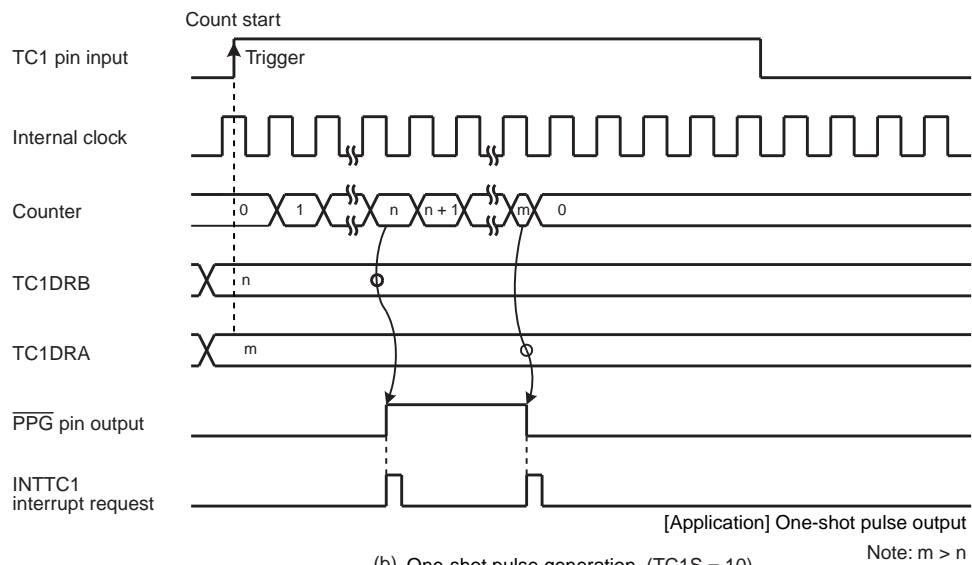 Count start
TC1 pin input
Trigger
Internal clock
Counter
0 1 n n + 1 m 0
TC1DRB
n
TC1DRA
m
PPG pin output
INTTC1
interrupt request
[Application] One-shot pulse output
(b) One-shot pulse generation (TC1S = 10)
Note: m > n